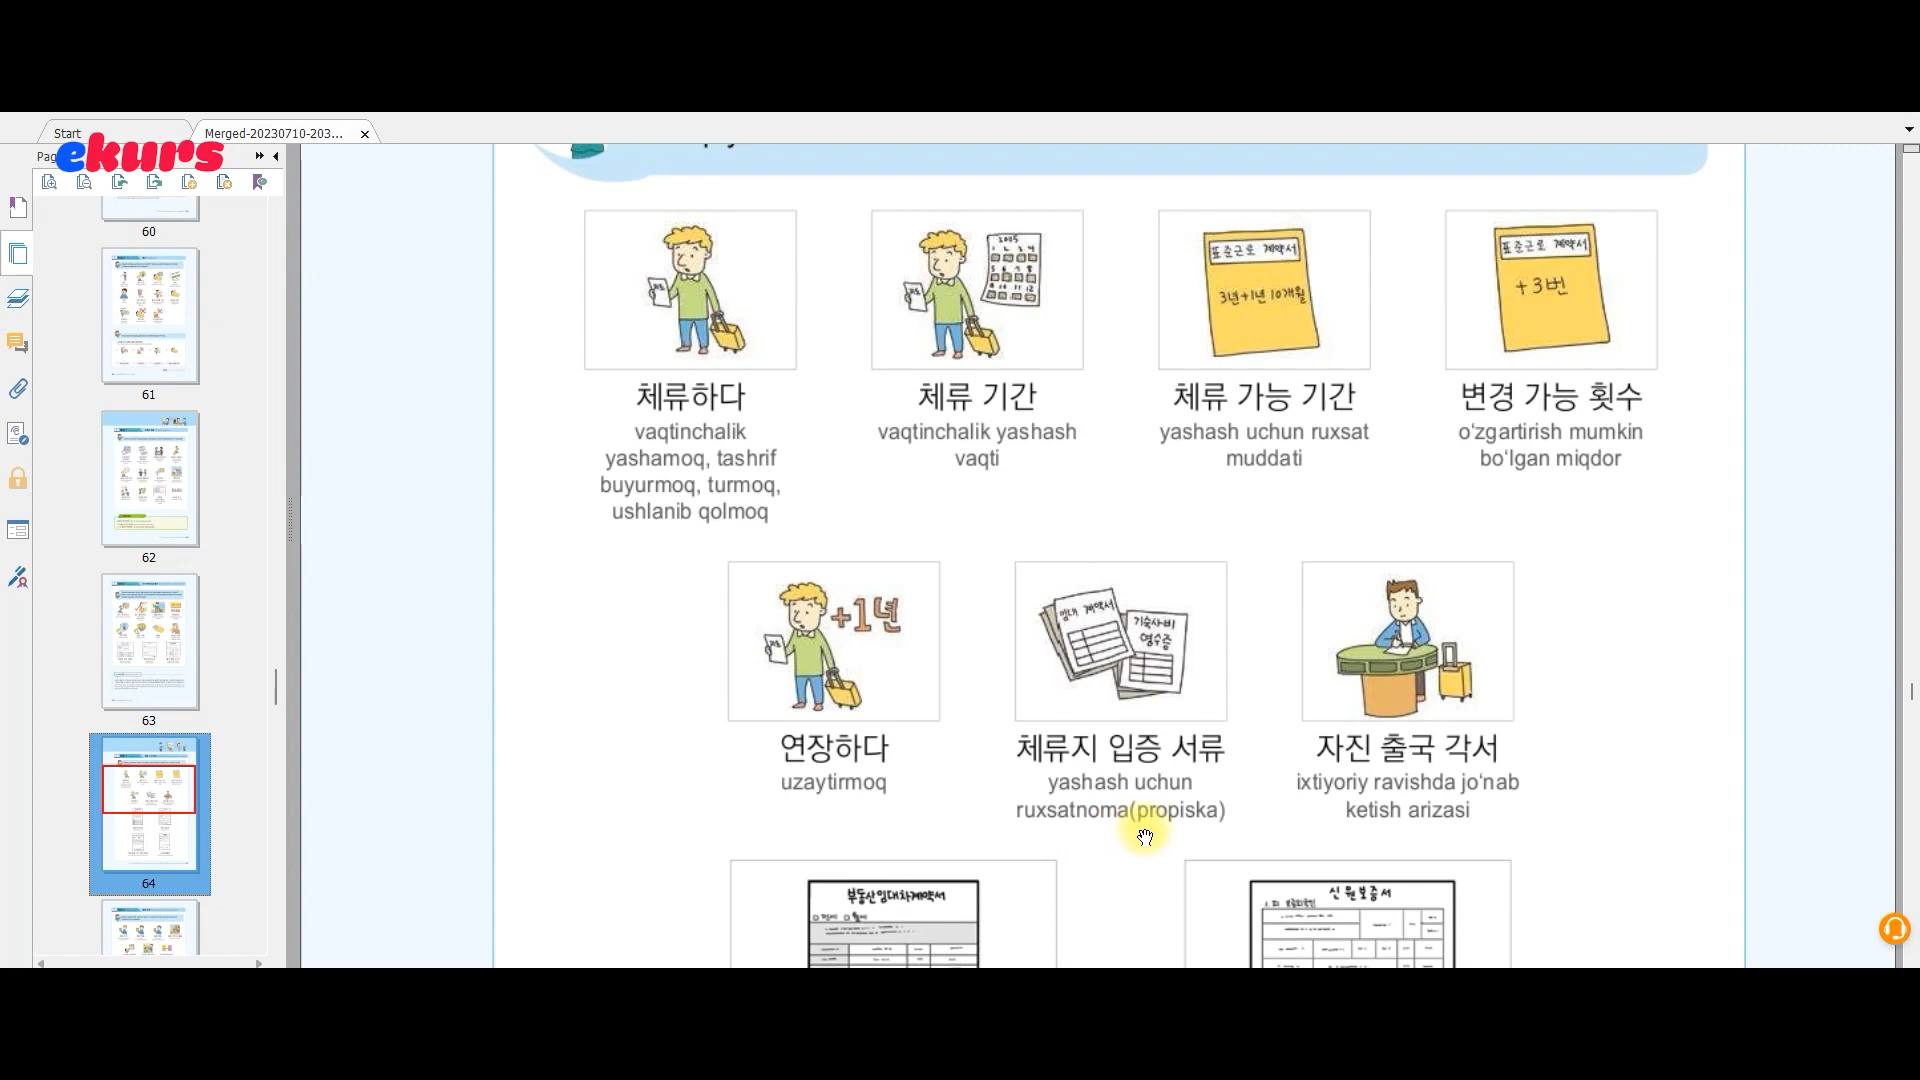 Start
Merged-20230710-203...
ekurs
60
61
62
63
64
2015
표준근로 계약서
3년+1년 10개월
표준근로 계약서
+3번
체류하다
체류 기간
체류 가능 기간
변경 가능 횟수
vaqtinchalik
yashamoq, tashrif
buyurmoq, turmoq,
ushlanib qolmoq
vaqtinchalik yashash
vaqti
yashash uchun ruxsat
muddati
o‘zgartirish mumkin
bo‘lgan miqdor
+1년
임대 계약서
기숙사비
영수증
연장하다
체류지 입증 서류
자진 출국 각서
uzaytirmoq
yashash uchun
ruxsatnoma(propiska)
ixtiyoriy ravishda jo‘nab
ketish arizasi
부동산임대차계약서
신원보증서